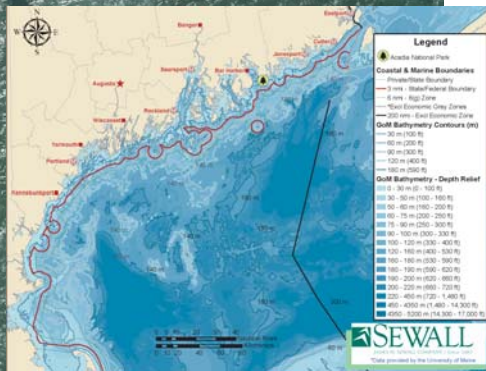 N
W
E
S
Eastport
Bangor
Cutler
Jonesport
Searsport
Bar Harbor
Augusta
Rockland
Wiscasset
Yarmouth
Portland
Kennebunkport
Legend
Acadia National Park
Coastal & Marine Boundaries
Private/State Boundary
3 nm - State/Federal Boundary
6 nm - 8(g) Zone
*Excl Economic Grey Zones
200 nm - Excl Economic Zone
GoM Bathymetry Contours (m)
30 m (100 ft)
60 m (200 ft)
90 m (300 ft)
120 m (400 ft)
180 m (590 ft)
GoM Bathymetry - Depth Relief
0 - 30 m (0 - 100 ft)
30 - 50 m (100 - 160 ft)
50 - 60 m (160 - 200 ft)
60 - 75 m (200 - 250 ft)
75 - 90 m (250 - 300 ft)
90 - 100 m (300 - 330 ft)
100 - 120 m (330 - 400 ft)
120 - 160 m (400 - 530 ft)
160 - 180 m (530 - 590 ft)
180 - 190 m (590 - 620 ft)
190 - 200 m (620 - 660 ft)
200 - 220 m (660 - 720 ft)
220 - 450 m (720 - 1,480 ft)
450 - 4350 m (1,480 - 14,300 ft)
4350 - 5200 m (14,300 - 17,000 ft)
SEWALL
*Data provided by the University of Maine